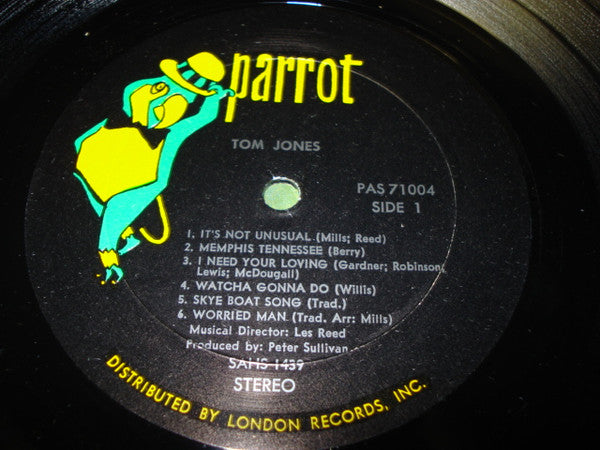 parrot
TOM JONES
PAS 71004
SIDE 1
1. IT'S NOT UNUSUAL (Mills; Reed)
2. MEMPHIS TENNESSEE (Berry)
3. I NEED YOUR LOVING (Gardner; Robinson;
Lewis; McDougall)
4. WATCHA GONNA DO (Willis)
5. SKYE BOAT SONG (Trad.)
6. WORRIED MAN (Trad. Arr: Mills)
Musical Director: Les Reed
Produced by: Peter Sullivan
SAHS 1439
STEREO
DISTRIBUTED BY LONDON RECORDS, INC.